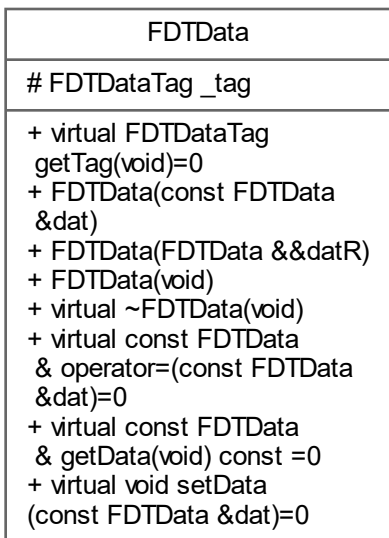 FDTData
# FDTDataTag _tag
+ virtual FDTDataTag
getTag(void)=0
+ FDTData(const FDTData
&dat)
+ FDTData(FDTData &&datR)
+ FDTData(void)
+ virtual ~FDTData(void)
+ virtual const FDTData
& operator=(const FDTData
&dat)=0
+ virtual const FDTData
& getData(void) const =0
+ virtual void setData
(const FDTData &dat)=0